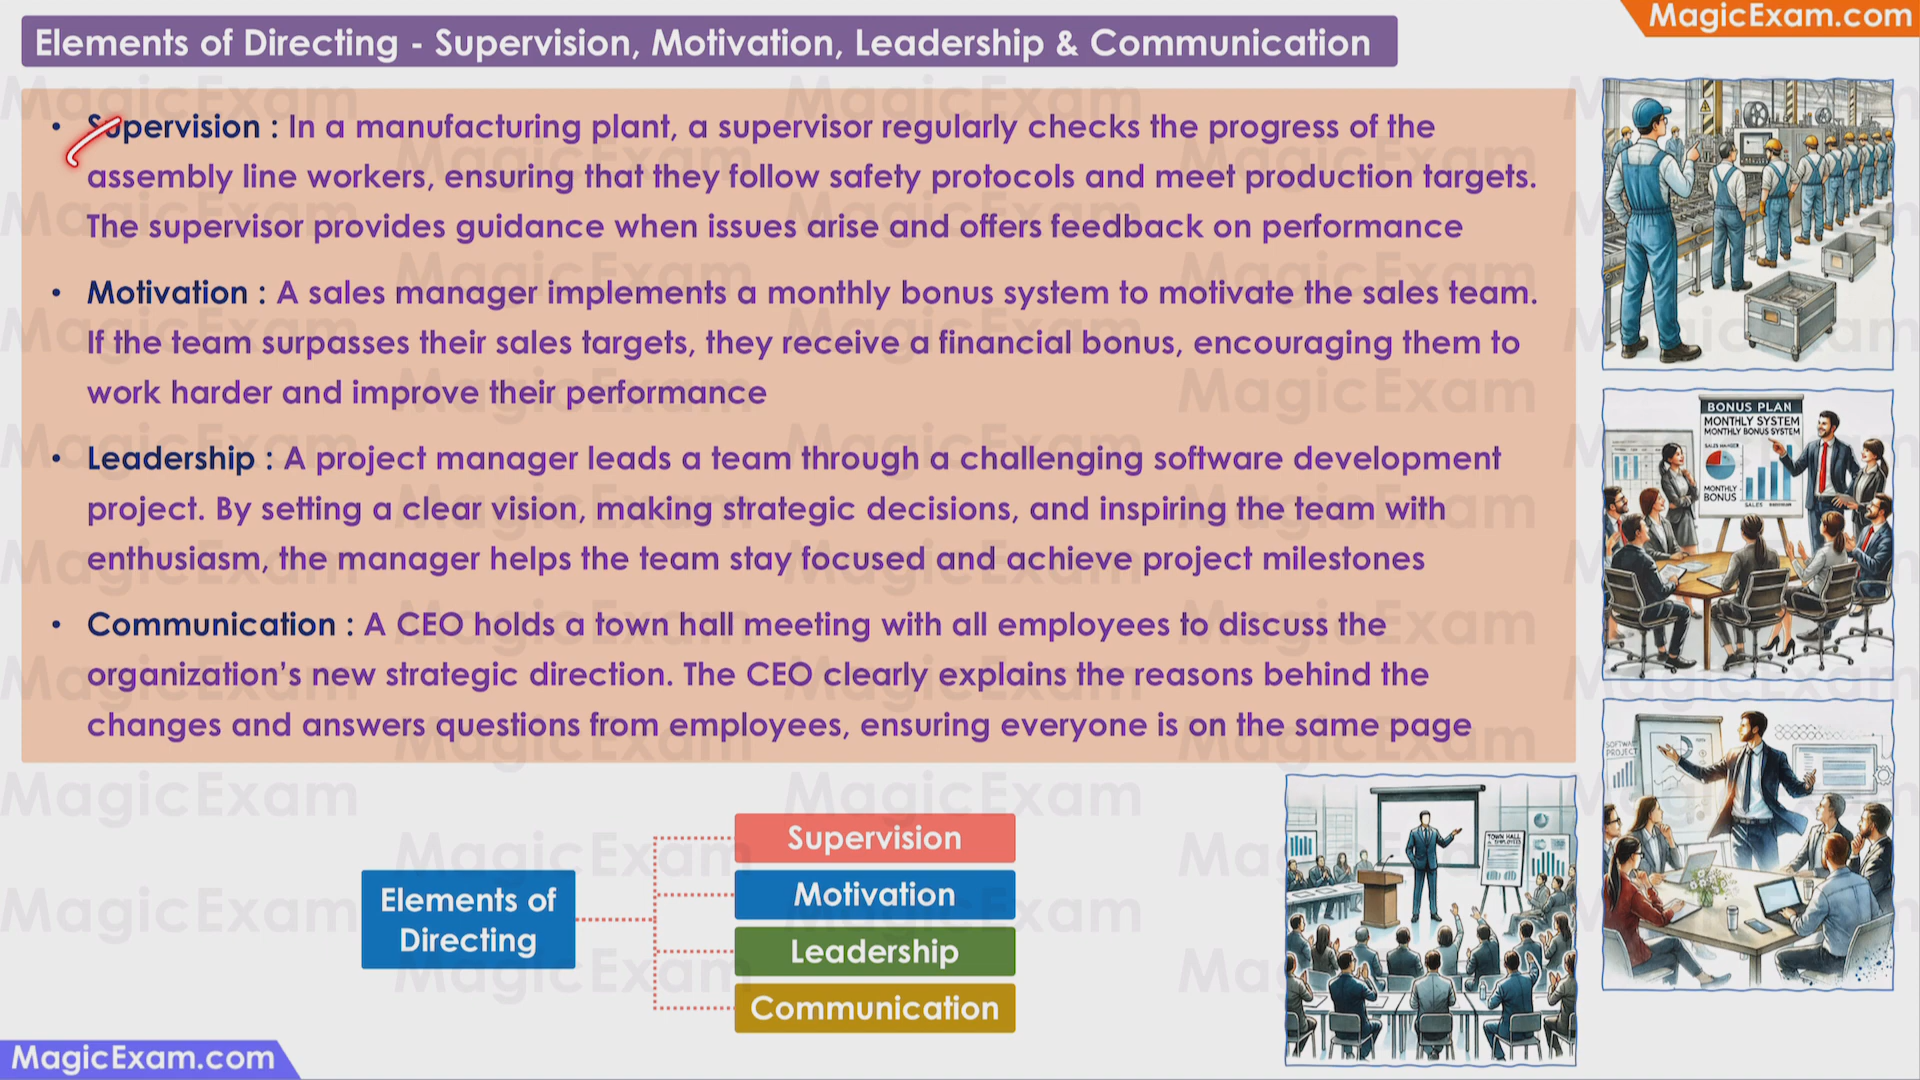 MagicExam.com
Elements of Directing - Supervision, Motivation, Leadership & Communication
• Supervision : In a manufacturing plant, a supervisor regularly checks the progress of the
assembly line workers, ensuring that they follow safety protocols and meet production targets.
The supervisor provides guidance when issues arise and offers feedback on performance
• Motivation : A sales manager implements a monthly bonus system to motivate the sales team.
If the team surpasses their sales targets, they receive a financial bonus, encouraging them to
work harder and improve their performance
• Leadership : A project manager leads a team through a challenging software development
project. By setting a clear vision, making strategic decisions, and inspiring the team with
enthusiasm, the manager helps the team stay focused and achieve project milestones
• Communication : A CEO holds a town hall meeting with all employees to discuss the
organization's new strategic direction. The CEO clearly explains the reasons behind the
changes and answers questions from employees, ensuring everyone is on the same page
BONUS PLAN
MONTHLY SYSTEM
MONTHLY BONUS SYSTEM
MONTHLY
BONUS
SALES
SOFTWARE
PROJECT
TOWN HALL
Elements of
Directing
Supervision
Motivation
Leadership
Communication
MagicExam.com